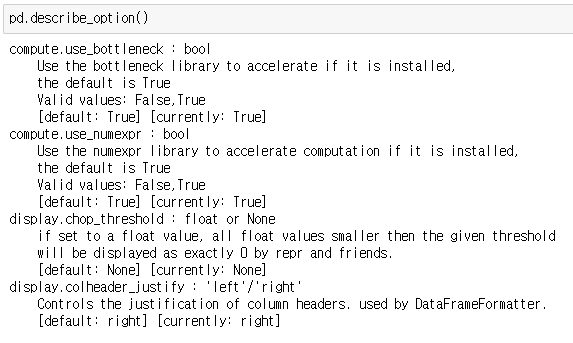 pd.describe_option()
compute.use_bottleneck : bool
Use the bottleneck library to accelerate if it is installed,
the default is True
Valid values: False,True
[default: True] [currently: True]
compute.use_numexpr : bool
Use the numexpr library to accelerate computation if it is installed,
the default is True
Valid values: False,True
[default: True] [currently: True]
display.chop_threshold : float or None
if set to a float value, all float values smaller then the given threshold
will be displayed as exactly 0 by repr and friends.
[default: None] [currently: None]
display.colheader_justify : 'left'/'right'
Controls the justification of column headers. used by DataFrameFormatter.
[default: right] [currently: right]